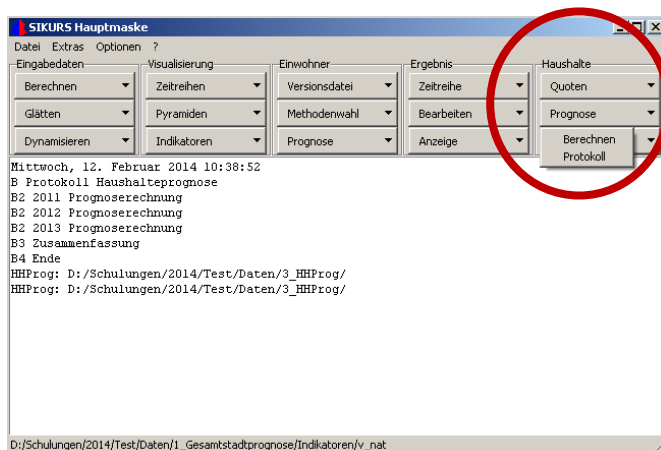 SIKURS Hauptmaske
Datei Extras Optionen ?
Eingabedaten Visualisierung Einwohner Ergebnis Haushalte
Berechnen Zeitreihen Versionsdatei Zeitreihe Quoten
Glätten Pyramiden Methodenwahl Bearbeiten Prognose
Dynamisieren Indikatoren Prognose Anzeige
Berechnen
Protokoll
Mittwoch, 12. Februar 2014 10:38:52
B Protokoll Haushalteprognose
B2 2011 Prognoserechnung
B2 2012 Prognoserechnung
B2 2013 Prognoserechnung
B3 Zusammenfassung
B4 Ende
HHProg: D:/Schulungen/2014/Test/Daten/3_HHProg/
HHProg: D:/Schulungen/2014/Test/Daten/3_HHProg/
D:/Schulungen/2014/Test/Daten/1_Gesamtstadtprognose/Indikatoren/v_nat